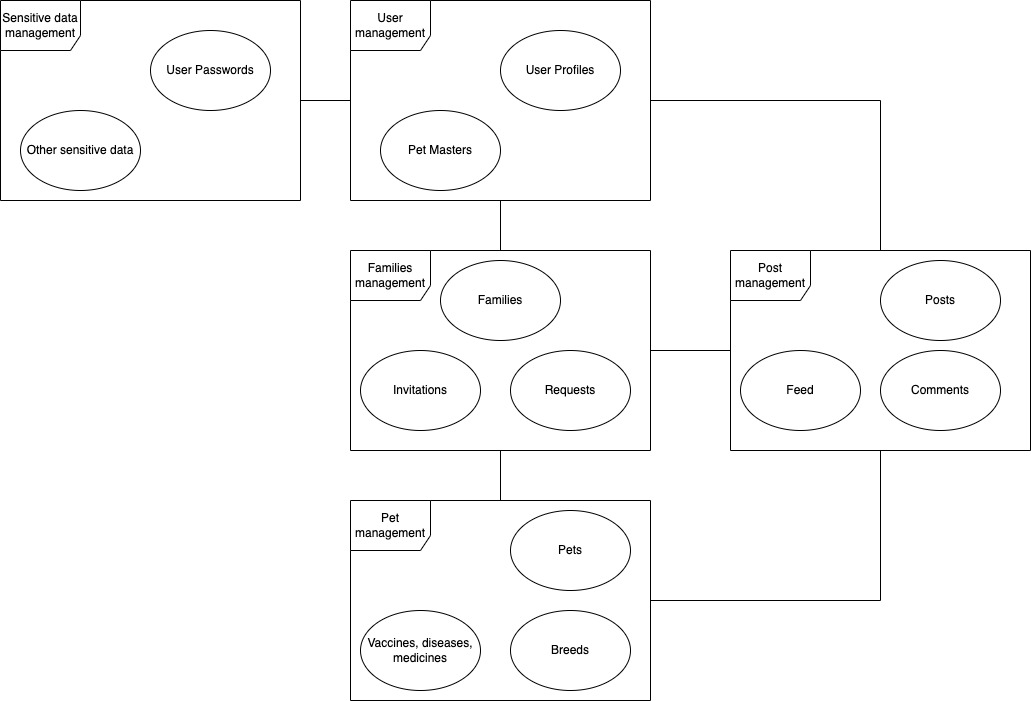 Sensitive data
management
User Passwords
Other sensitive data
User
management
User Profiles
Pet Masters
Families
management
Families
Invitations
Requests
Post
management
Posts
Feed
Comments
Pet
management
Pets
Vaccines, diseases,
medicines
Breeds